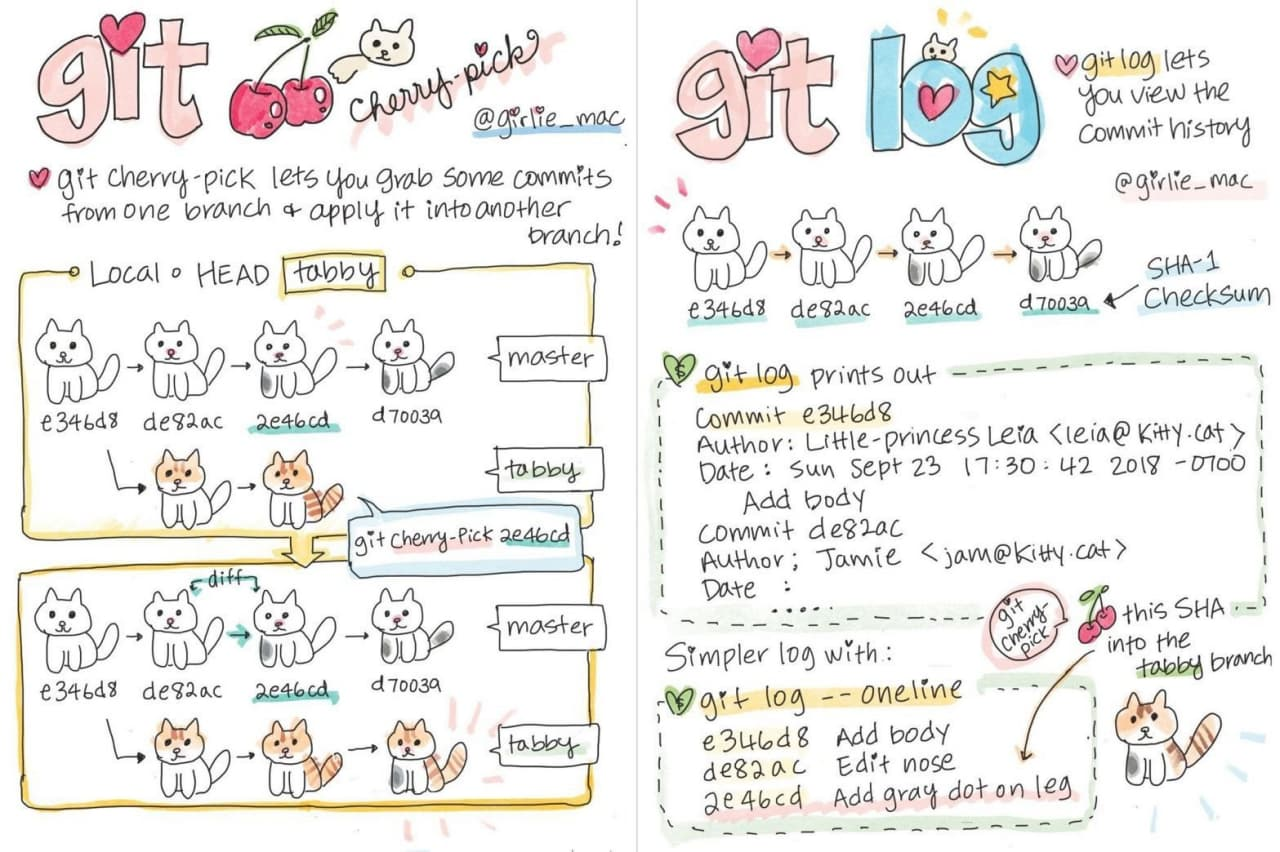 git cherry-pick
@girlie_mac
git cherry-pick lets you grab some commits
from one branch & apply it into another
branch!
Local • HEAD tabby
master
e346d8 de82ac 2e46cd d7003a
tabby
git cherry-pick 2e46cd
diff
master
e346d8 de82ac 2e46cd d7003a
tabby
git log
git log lets
you view the
commit history
@girlie_mac
e346d8 de82ac 2e46cd d7003a
SHA-1
Checksum
$ git log prints out
Commit e346d8
Author: Little-princess Leia <leia@kitty.cat>
Date : Sun Sept 23 17:30:42 2018 -0700
Add body
Commit de82ac
Author; Jamie <jam@kitty.cat>
Date :
.....
git
cherry
pick
this SHA
into the
tabby branch
Simpler log with:
$ git log --oneline
e346d8 Add body
de82ac Edit nose
2e46cd Add gray dot on leg